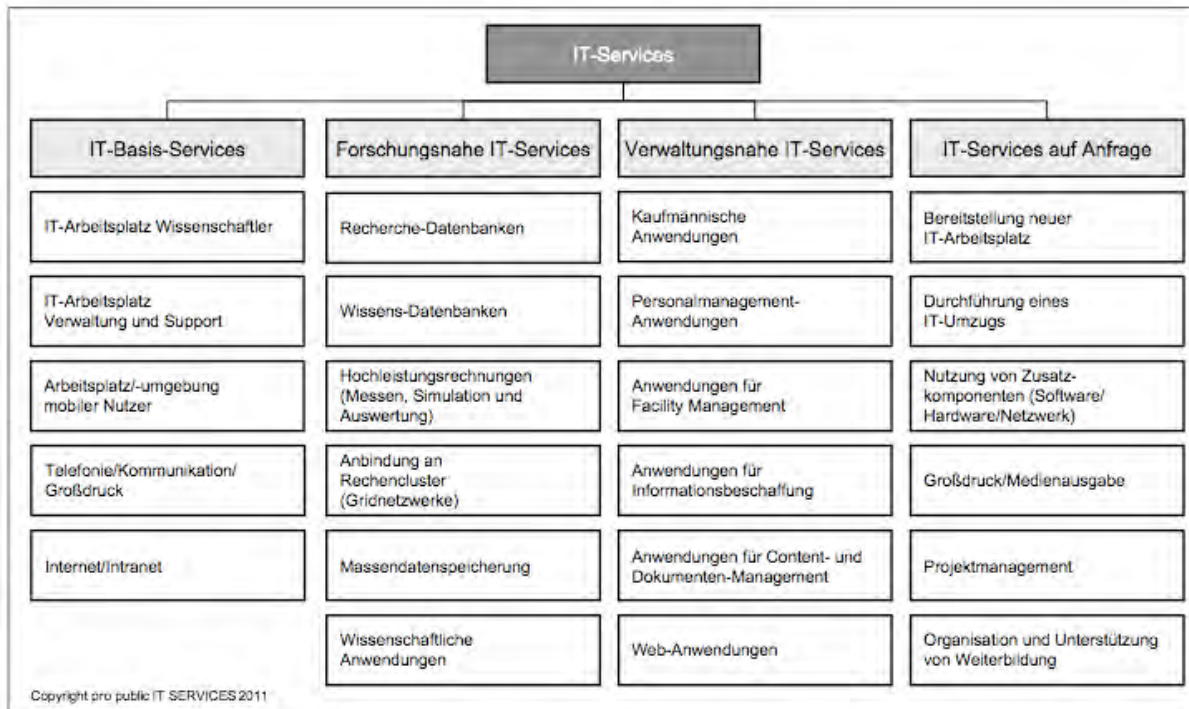 IT-Services
IT-Basis-Services
IT-Arbeitsplatz Wissenschaftler
IT-Arbeitsplatz
Verwaltung und Support
Arbeitsplatz/-umgebung
mobiler Nutzer
Telefonie/Kommunikation/
Großdruck
Internet/Intranet
Forschungsnahe IT-Services
Recherche-Datenbanken
Wissens-Datenbanken
Hochleistungsrechnungen
(Messen, Simulation und
Auswertung)
Anbindung an
Rechencluster
(Gridnetzwerke)
Massendatenspeicherung
Wissenschaftliche
Anwendungen
Verwaltungsnahe IT-Services
Kaufmännische
Anwendungen
Personalmanagement-
Anwendungen
Anwendungen für
Facility Management
Anwendungen für
Informationsbeschaffung
Anwendungen für Content- und
Dokumenten-Management
Web-Anwendungen
IT-Services auf Anfrage
Bereitstellung neuer
IT-Arbeitsplatz
Durchführung eines
IT-Umzugs
Nutzung von Zusatz-
komponenten (Software/
Hardware/Netzwerk)
Großdruck/Medienausgabe
Projektmanagement
Organisation und Unterstützung
von Weiterbildung
Copyright pro public IT SERVICES 2011